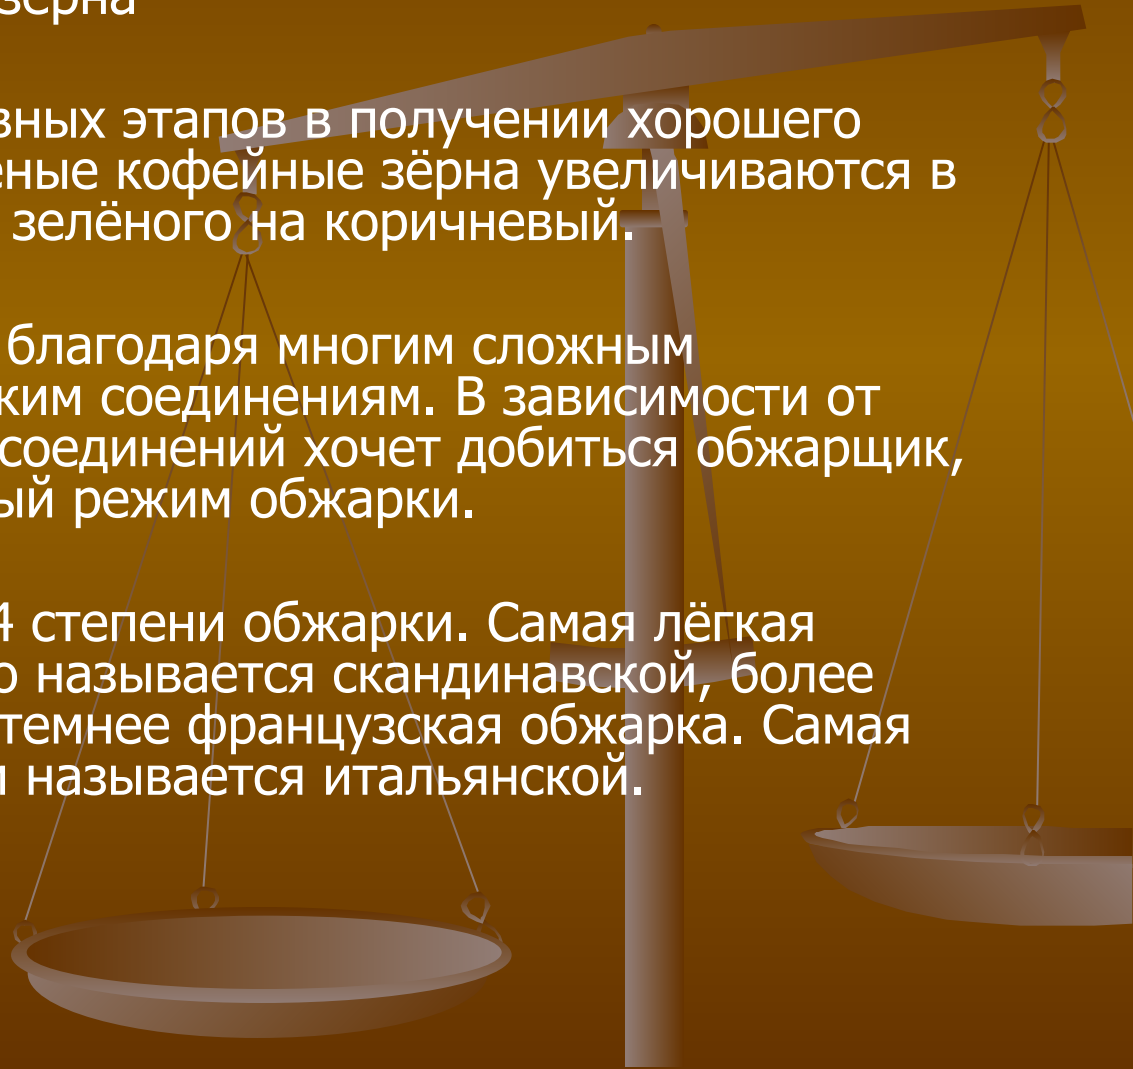 зёрна
вных этапов в получении хорошего
еные кофейные зёрна увеличиваются в
зелёного на коричневый.
благодаря многим сложным
ким соединениям. В зависимости от
соединений хочет добиться обжарщик,
ый режим обжарки.
4 степени обжарки. Самая лёгкая
о называется скандинавской, более
темнее французская обжарка. Самая
и называется итальянской.